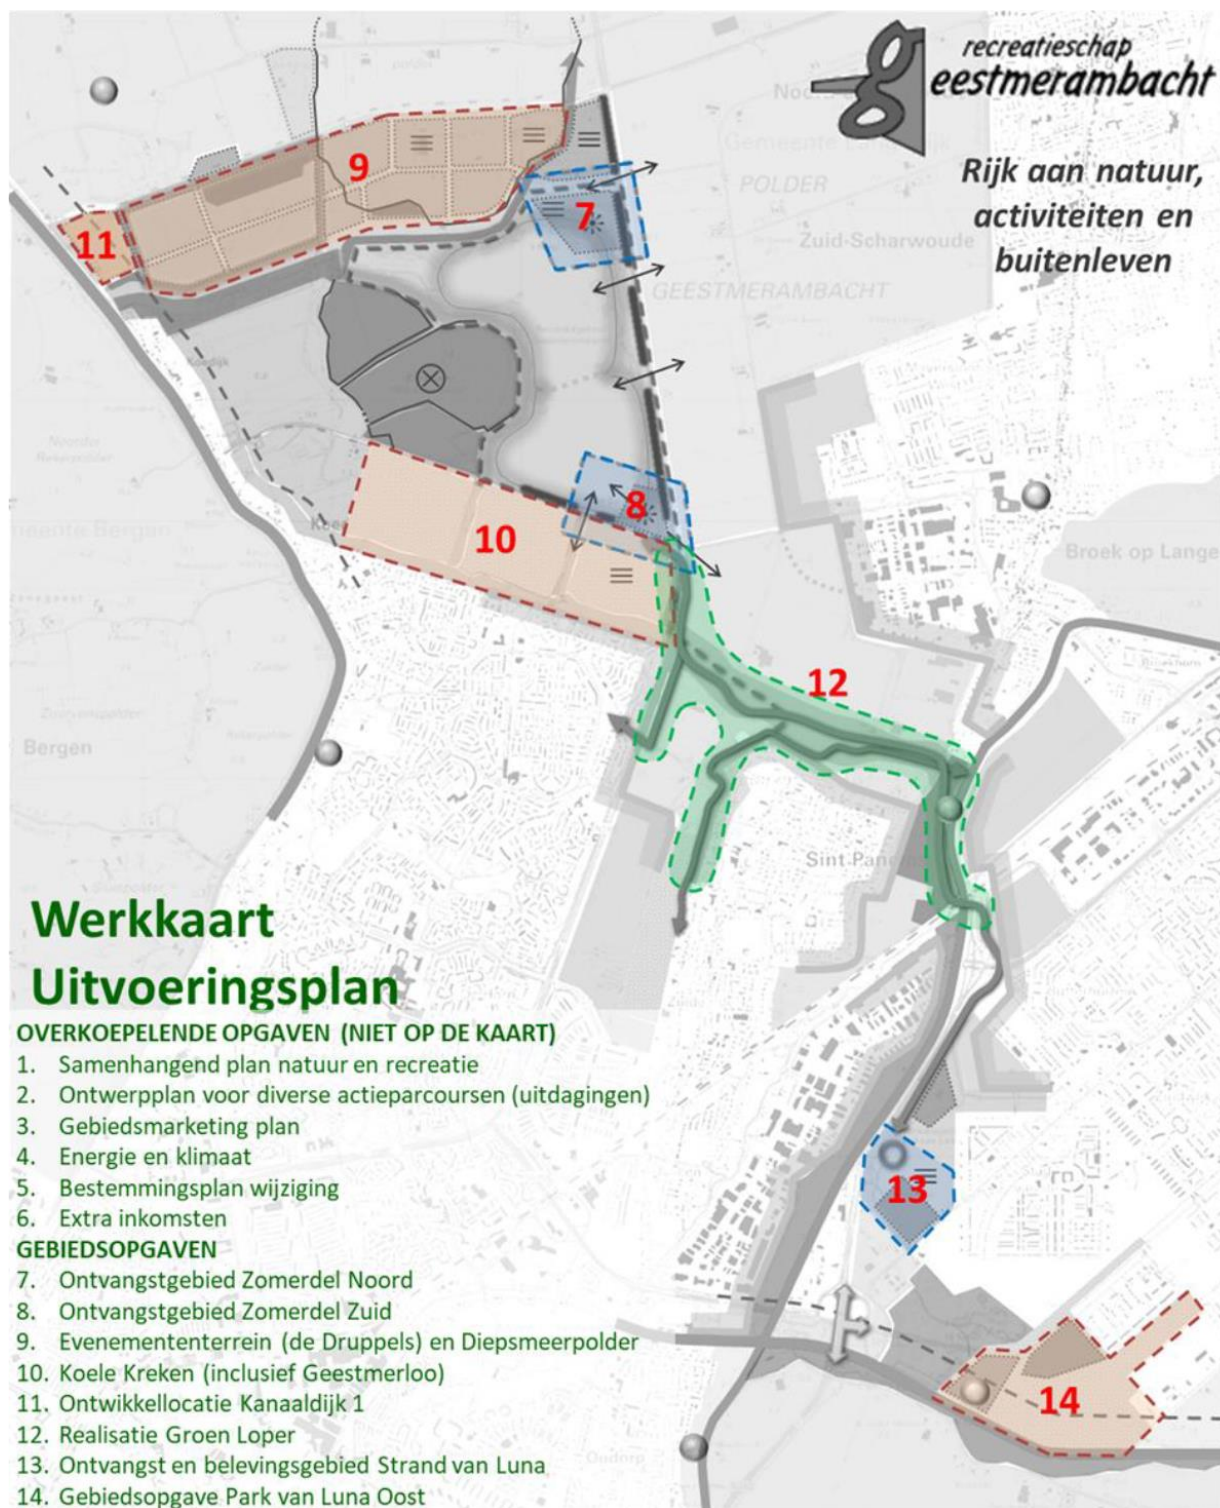 recreatieschap
geestmerambacht
Rijk aan natuur,
activiteiten en
buitenleven
POLDER
Zuid-Scharwoude
GEESTMERAMBACHT
9
7
11
8
10
Broek op Lange
12
Bergen
Sint Pancras
13
14
Oudorp
Werkkaart
Uitvoeringsplan
OVERKOEPELENDE OPGAVEN (NIET OP DE KAART)
1. Samenhangend plan natuur en recreatie
2. Ontwerpplan voor diverse actieparcoursen (uitdagingen)
3. Gebiedsmarketing plan
4. Energie en klimaat
5. Bestemmingsplan wijziging
6. Extra inkomsten
GEBIEDSOPGAVEN
7. Ontvangstgebied Zomerdel Noord
8. Ontvangstgebied Zomerdel Zuid
9. Evenemententerrein (de Druppels) en Diepsmeerpolder
10. Koele Kreken (inclusief Geestmerloo)
11. Ontwikkellocatie Kanaaldijk 1
12. Realisatie Groen Loper
13. Ontvangst en belevingsgebied Strand van Luna
14. Gebiedsopgave Park van Luna Oost